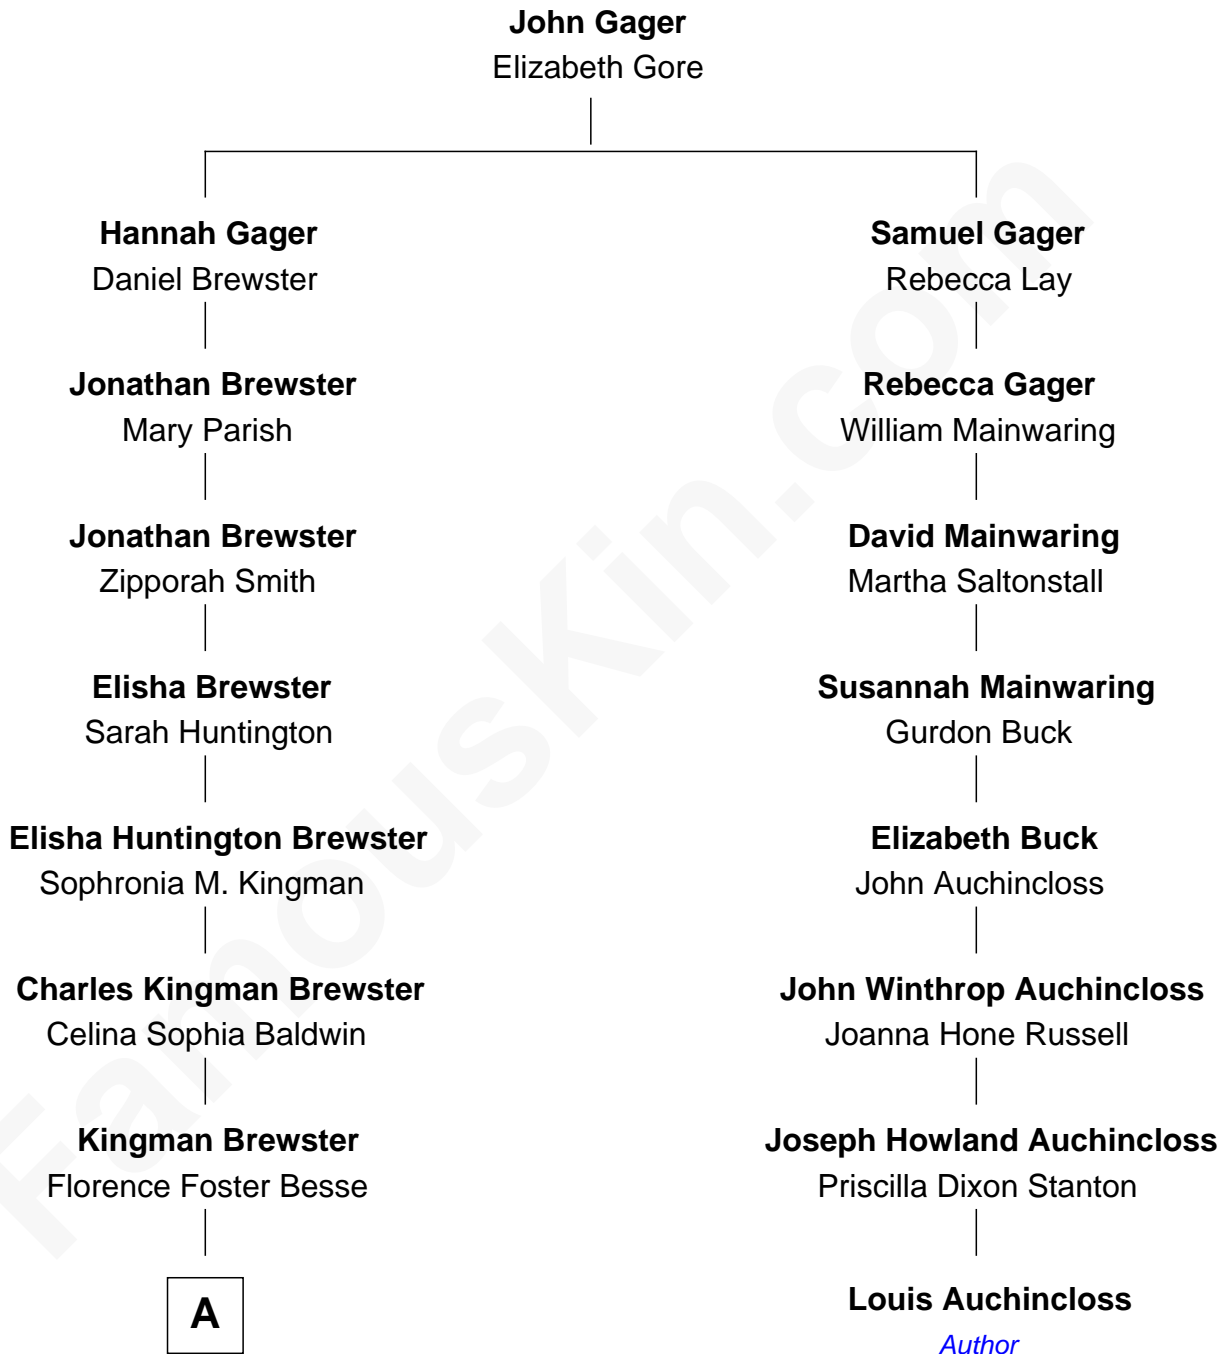 John Gager
Elizabeth Gore
Hannah Gager
Daniel Brewster
Samuel Gager
Rebecca Lay
Jonathan Brewster
Mary Parish
Rebecca Gager
William Mainwaring
Jonathan Brewster
Zipporah Smith
David Mainwaring
Martha Saltonstall
Elisha Brewster
Sarah Huntington
Susannah Mainwaring
Gurdon Buck
Elisha Huntington Brewster
Sophronia M. Kingman
Elizabeth Buck
John Auchincloss
Charles Kingman Brewster
Celina Sophia Baldwin
John Winthrop Auchincloss
Joanna Hone Russell
Kingman Brewster
Florence Foster Besse
Joseph Howland Auchincloss
Priscilla Dixon Stanton
A
Louis Auchincloss
Author
FamousKin.com